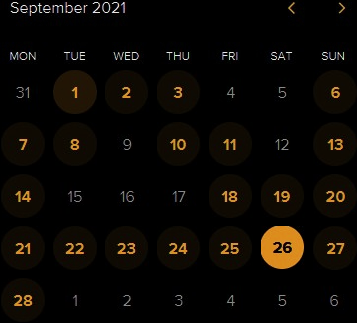 September 2021
MON TUE WED THU FRI SAT SUN
31 1 2 3 4 5 6
7 8 9 10 11 12 13
14 15 16 17 18 19 20
21 22 23 24 25 26 27
28 1 2 3 4 5 6